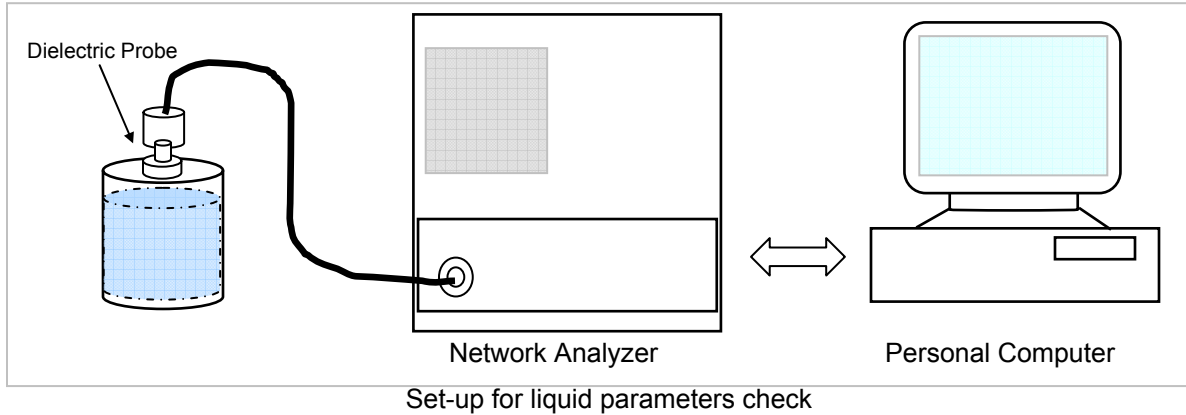 Dielectric Probe
Network Analyzer
Personal Computer
Set-up for liquid parameters check